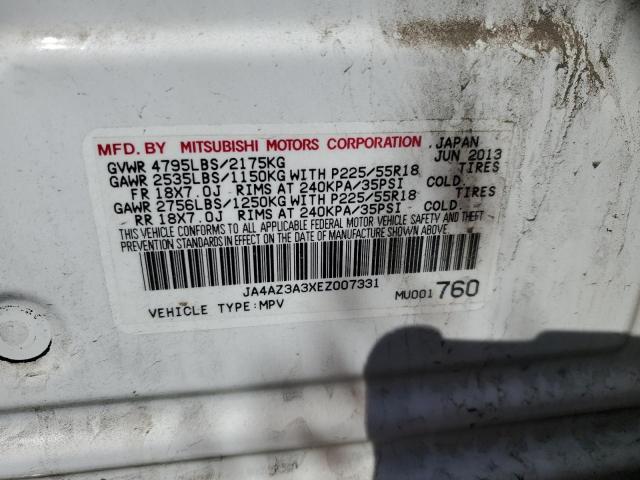 MFD. BY MITSUBISHI MOTORS CORPORATION, JAPAN
GVWR 4795LBS/2175KG JUN 2013
GAWR 2535LBS/1150KG WITH P225/55R18 TIRES
FR 18X7.0J RIMS AT 240KPA/35PSI COLD.
GAWR 2756LBS/1250KG WITH P225/55R18 TIRES
RR 18X7.0J RIMS AT 240KPA/35PSI COLD.
THIS VEHICLE CONFORMS TO ALL APPLICABLE FEDERAL MOTOR VEHICLE SAFETY AND THEFT
PREVENTION STANDARDS IN EFFECT ON THE DATE OF MANUFACTURE SHOWN ABOVE.
JA4AZ3A3XEZ007331
VEHICLE TYPE:MPV MU001 760